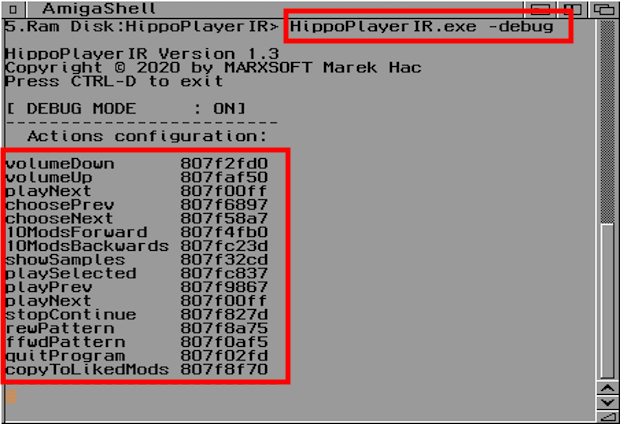 AmigaShell
5.Ram Disk:HippoPlayerIR> HippoPlayerIR.exe -debug
HippoPlayerIR Version 1.3
Copyright © 2020 by MARXSOFT Marek Hac
Press CTRL-D to exit
[ DEBUG MODE : ON]
----------------------------
Actions configuration:
volumeDown 807f2fd0
volumeUp 807faf50
playNext 807f00ff
choosePrev 807f6897
chooseNext 807f58a7
10ModsForward 807f4fb0
10ModsBackwards 807fc23d
showSamples 807f32cd
playSelected 807fc837
playPrev 807f9867
playNext 807f00ff
stopContinue 807f827d
rewPattern 807f8a75
ffwdPattern 807f0af5
quitProgram 807f02fd
copyToLikedMods 807f8f70